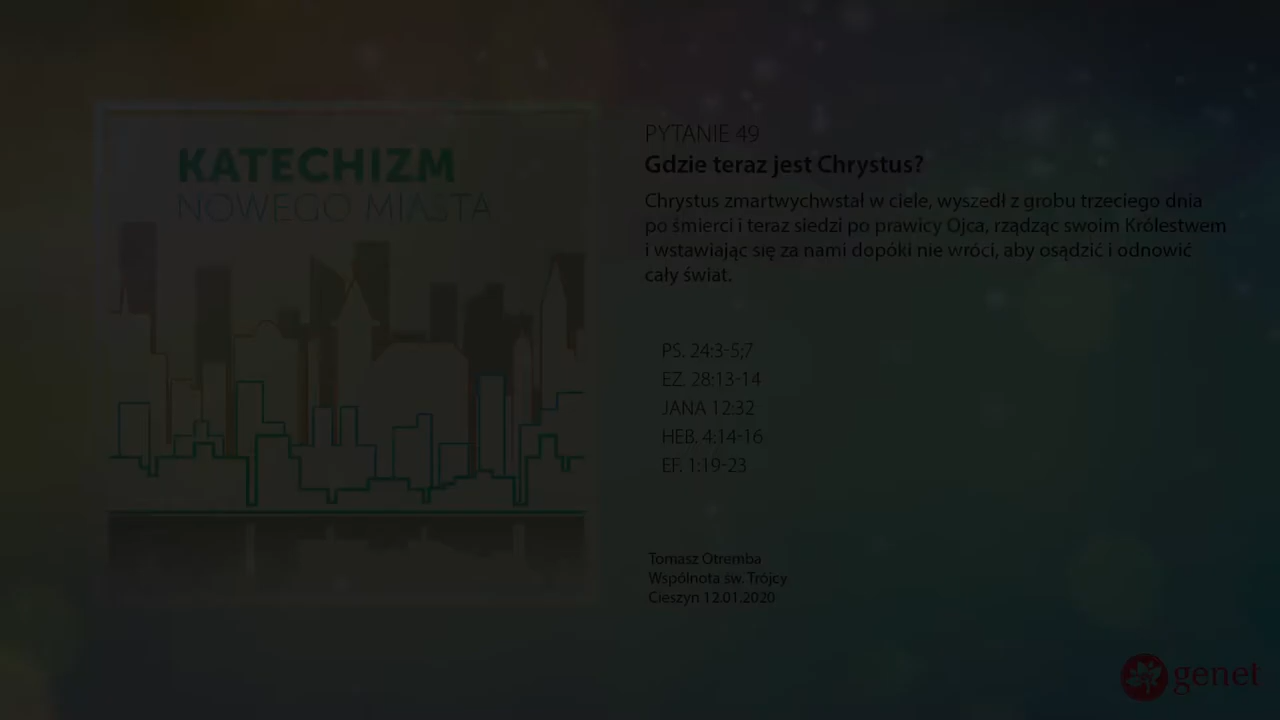 KATECHIZM
NOWEGO MIASTA
PYTANIE 49
Gdzie teraz jest Chrystus?
Chrystus zmartwychwstał w ciele, wyszedł z grobu trzeciego dnia
po śmierci i teraz siedzi po prawicy Ojca, rządząc swoim Królestwem
i wstawiając się za nami dopóki nie wróci, aby osądzić i odnowić
cały świat.
PS. 24:3-5;7
EZ. 28:13-14
JANA 12:32
HEB. 4:14-16
EF. 1:19-23
Tomasz Otremba
Wspólnota św. Trójcy
Cieszyn 12.01.2020
genet